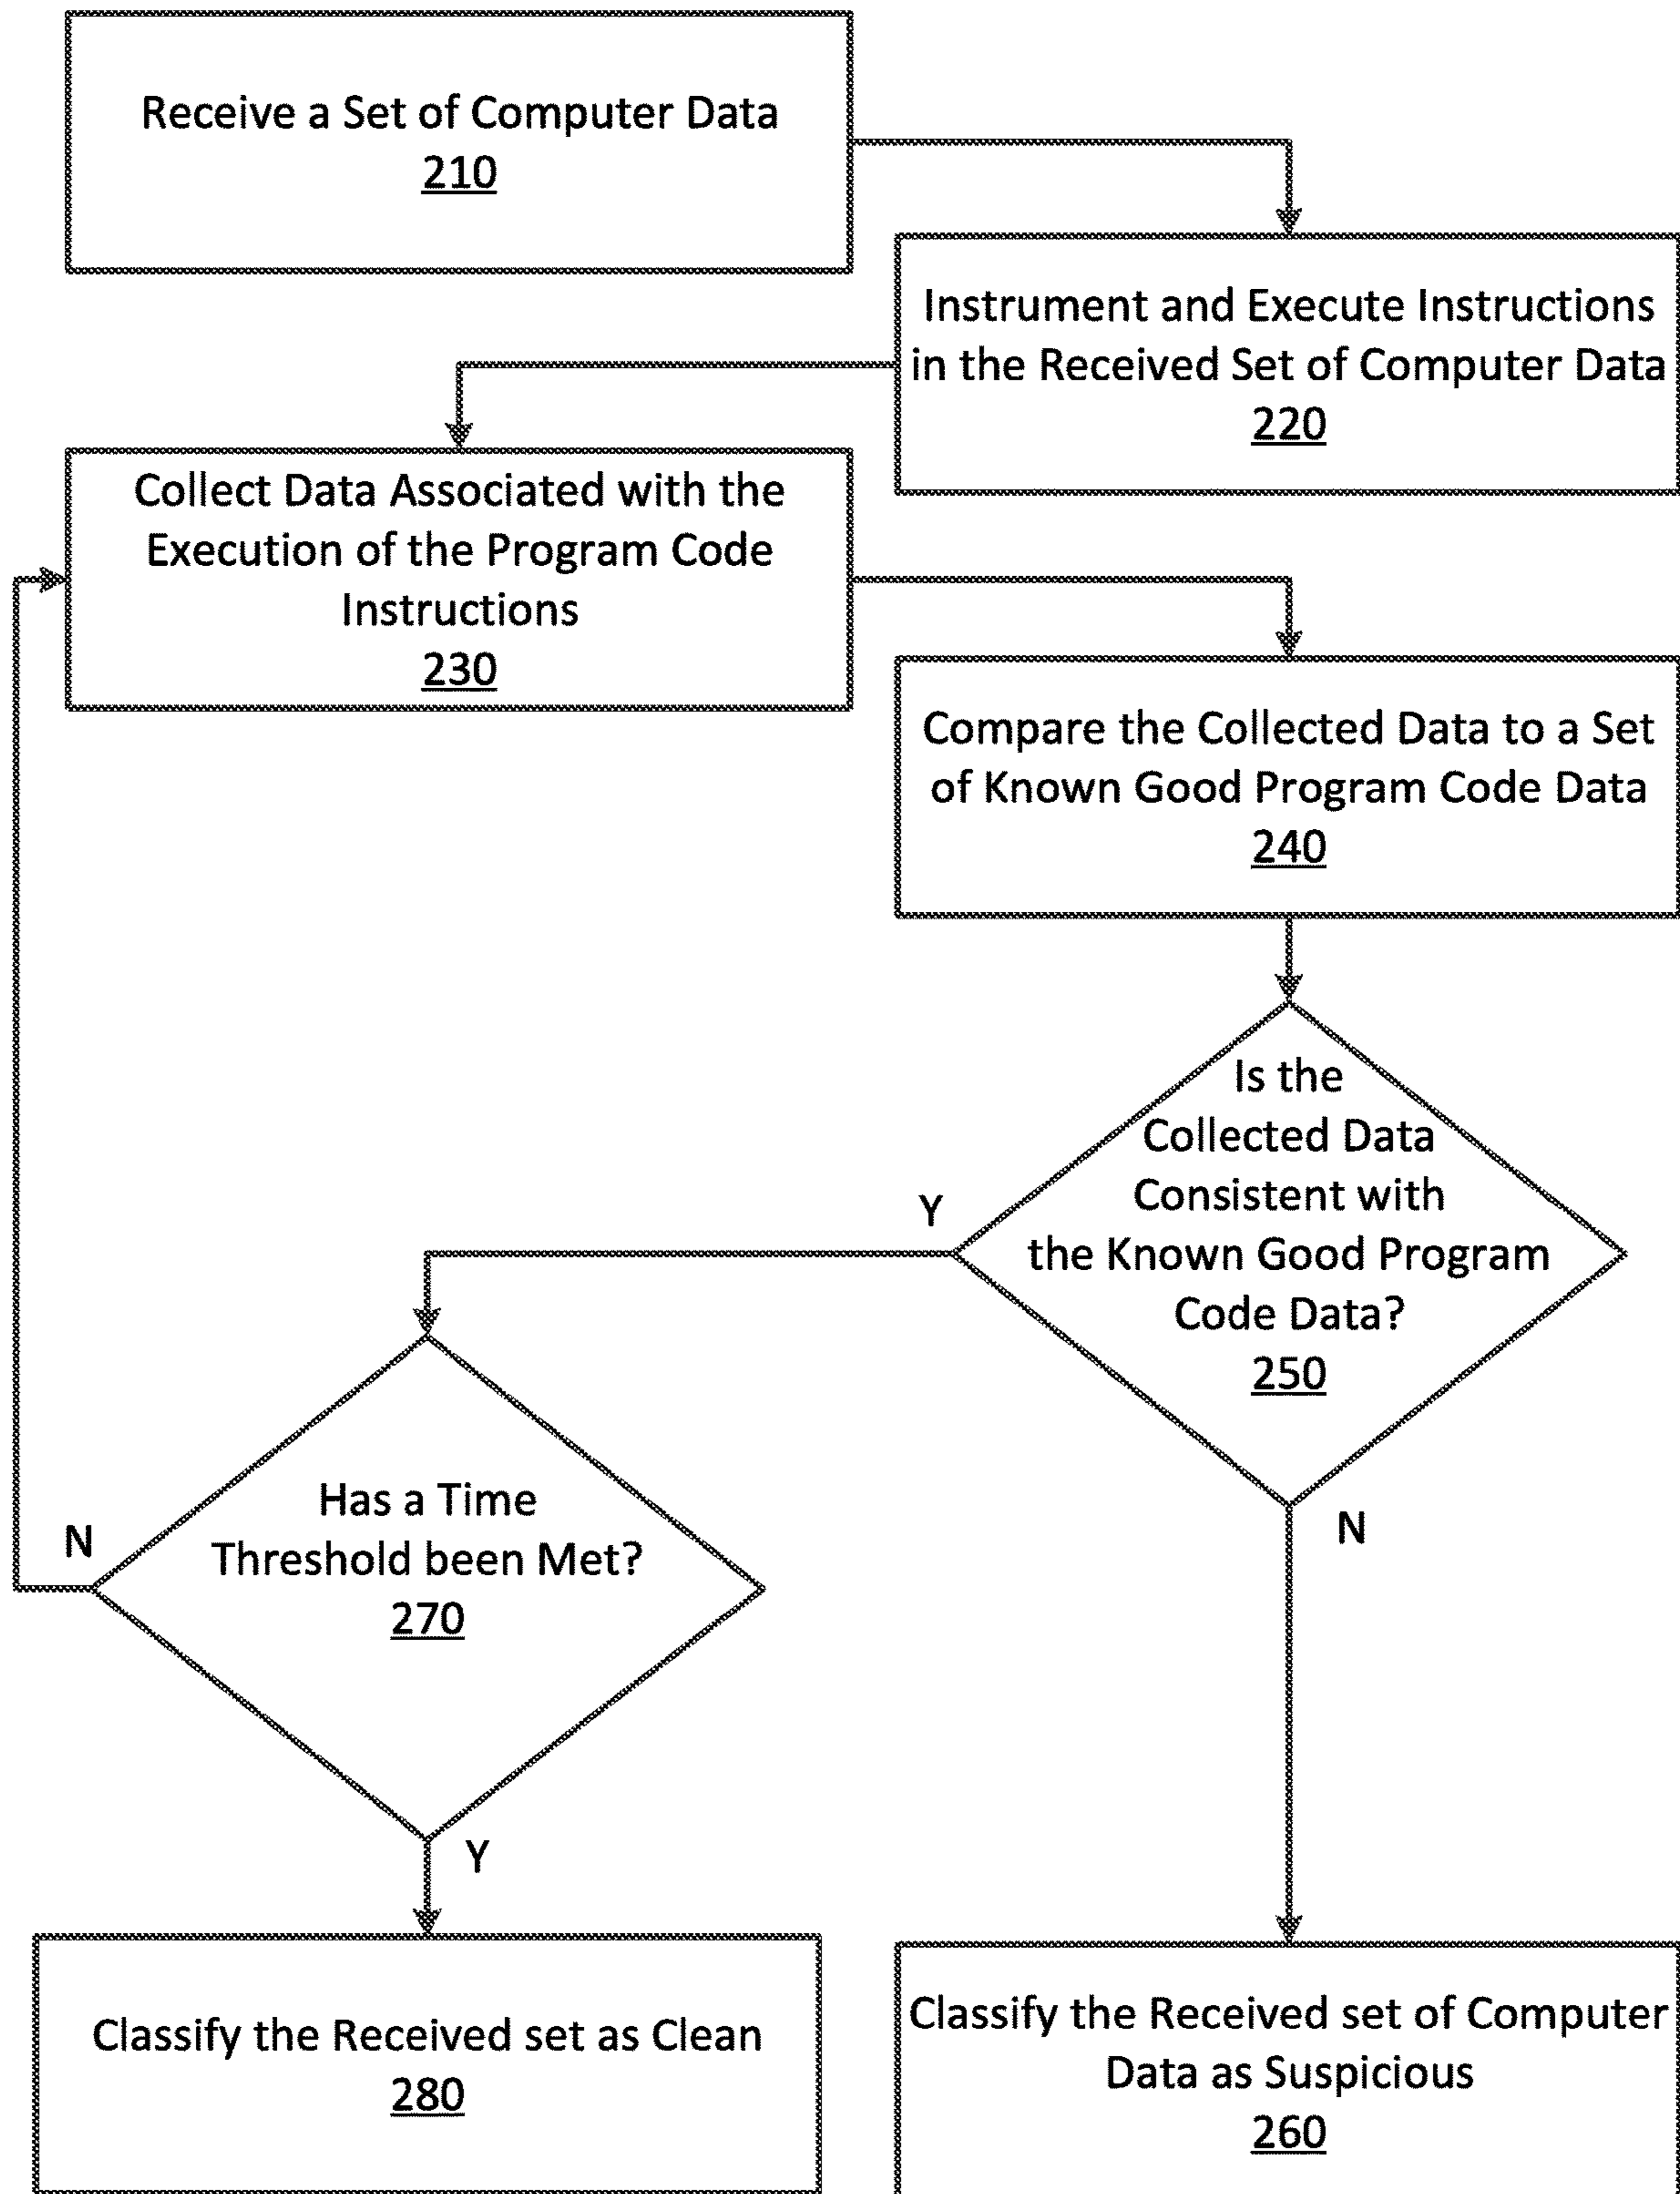 Receive a Set of Computer Data
210
Instrument and Execute Instructions
in the Received Set of Computer Data
220
Collect Data Associated with the
Execution of the Program Code
Instructions
230
Compare the Collected Data to a Set
of Known Good Program Code Data
240
Is the
Collected Data
Consistent with
the Known Good Program
Code Data?
250
Y
N
Has a Time
Threshold been Met?
270
N
Y
Classify the Received set as Clean
280
Classify the Received set of Computer
Data as Suspicious
260